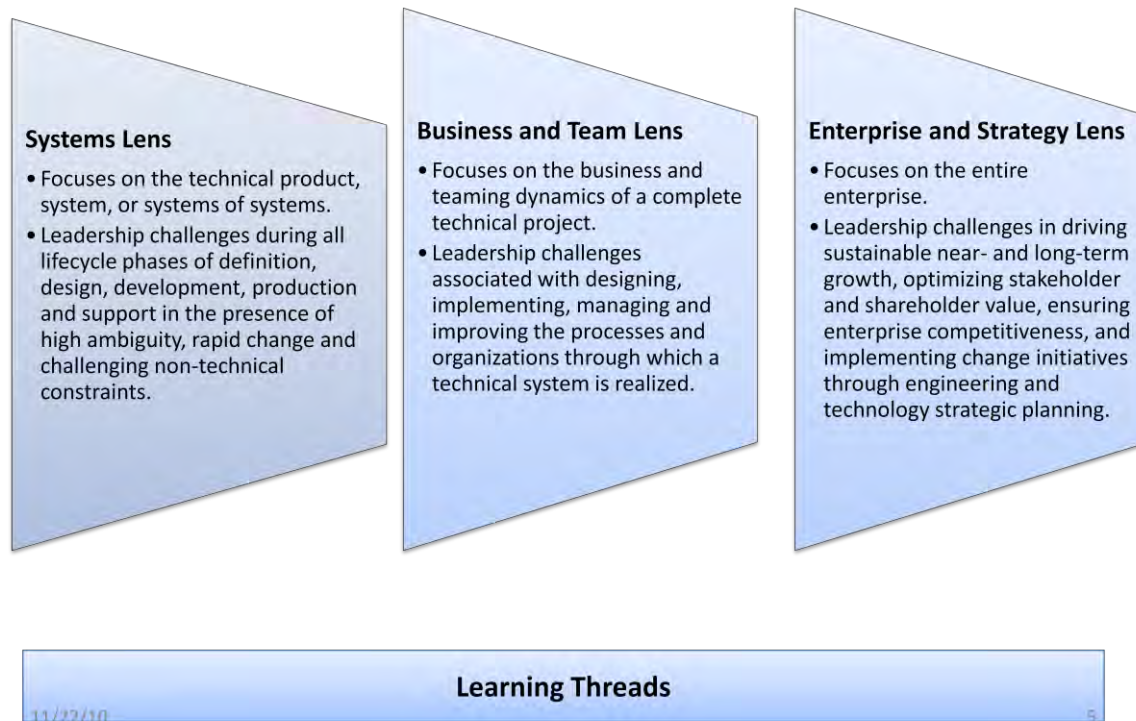 Systems Lens
• Focuses on the technical product,
system, or systems of systems.
• Leadership challenges during all
lifecycle phases of definition,
design, development, production
and support in the presence of
high ambiguity, rapid change and
challenging non-technical
constraints.
Business and Team Lens
• Focuses on the business and
teaming dynamics of a complete
technical project.
• Leadership challenges
associated with designing,
implementing, managing and
improving the processes and
organizations through which a
technical system is realized.
Enterprise and Strategy Lens
• Focuses on the entire
enterprise.
• Leadership challenges in driving
sustainable near- and long-term
growth, optimizing stakeholder
and shareholder value, ensuring
enterprise competitiveness, and
implementing change initiatives
through engineering and
technology strategic planning.
Learning Threads
11/22/10
5